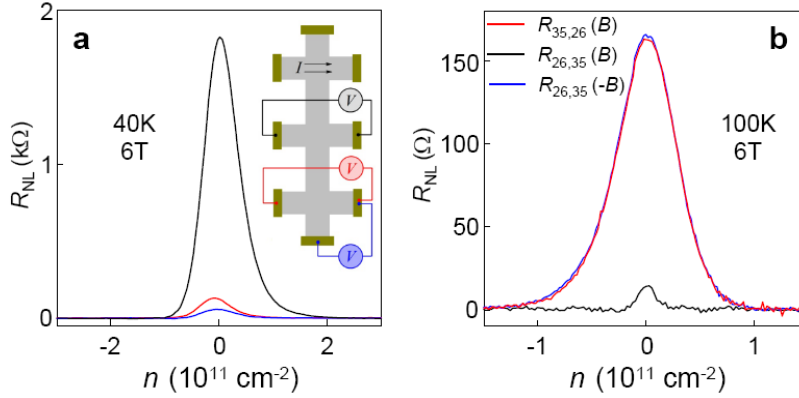 a
R_NL (kΩ)
2
1
0
40K
6T
I
V
V
V
-2
0
2
n (10^11 cm^-2)
b
R_35,26 (B)
R_26,35 (B)
R_26,35 (-B)
R_NL (Ω)
150
100
50
0
100K
6T
-1
0
1
n (10^11 cm^-2)